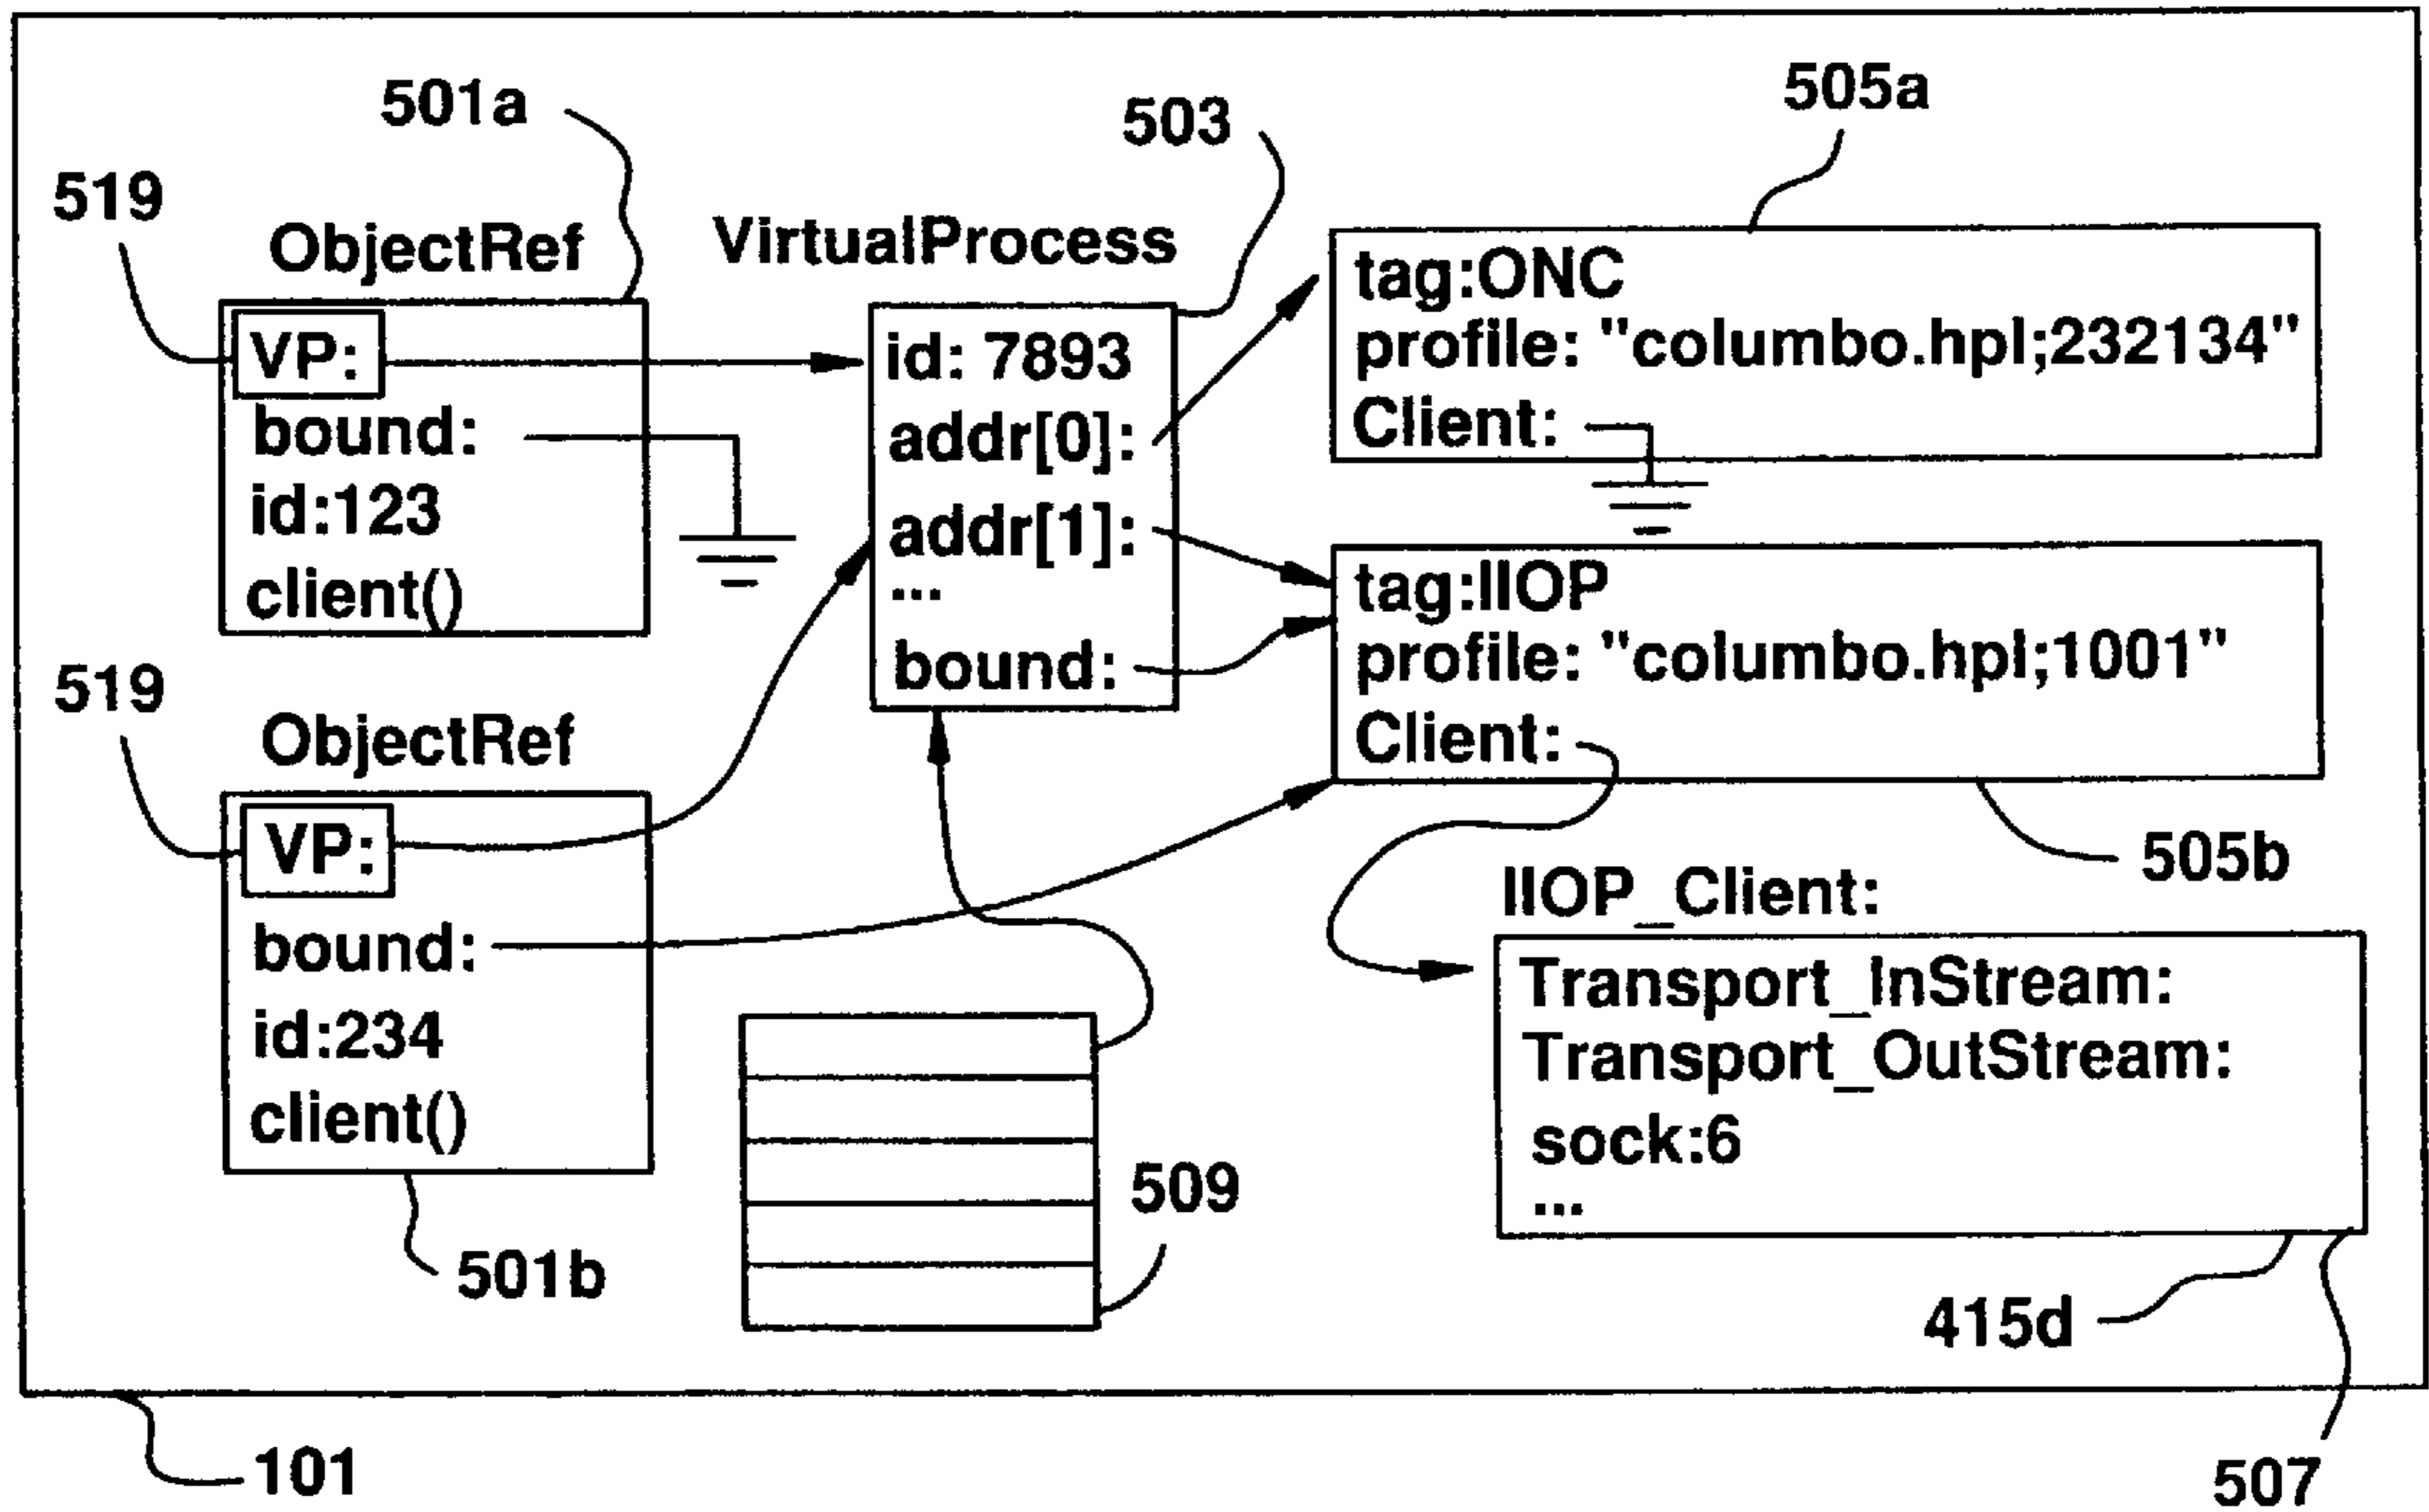 501a
503
505a
519
ObjectRef
VirtualProcess
VP:
bound:
id:123
client()
id: 7893
addr[0]:
addr[1]:
...
bound:
tag:ONC
profile: "columbo.hpl;232134"
Client:
tag:IIOP
profile: "columbo.hpl;1001"
Client:
519
ObjectRef
VP:
bound:
id:234
client()
505b
IIOP_Client:
Transport_InStream:
Transport_OutStream:
sock:6
...
509
501b
415d
101
507